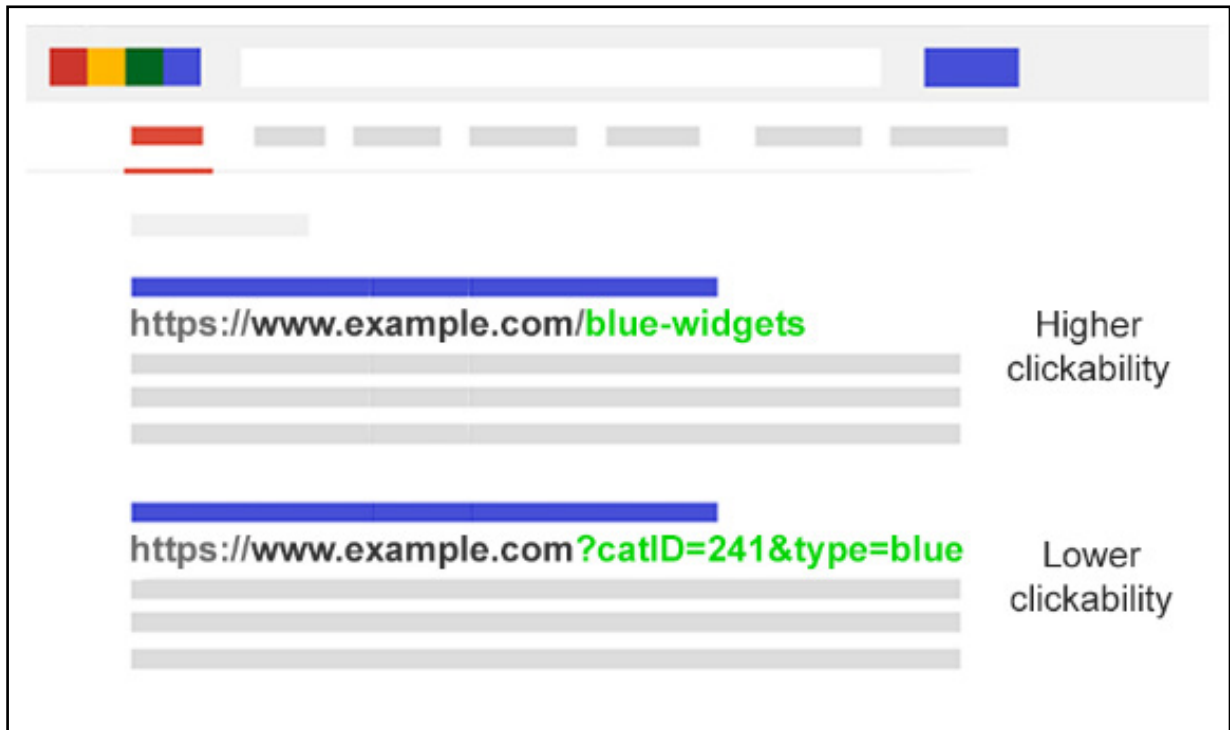 https://www.example.com/blue-widgets
Higher
clickability
https://www.example.com?catID=241&type=blue
Lower
clickability